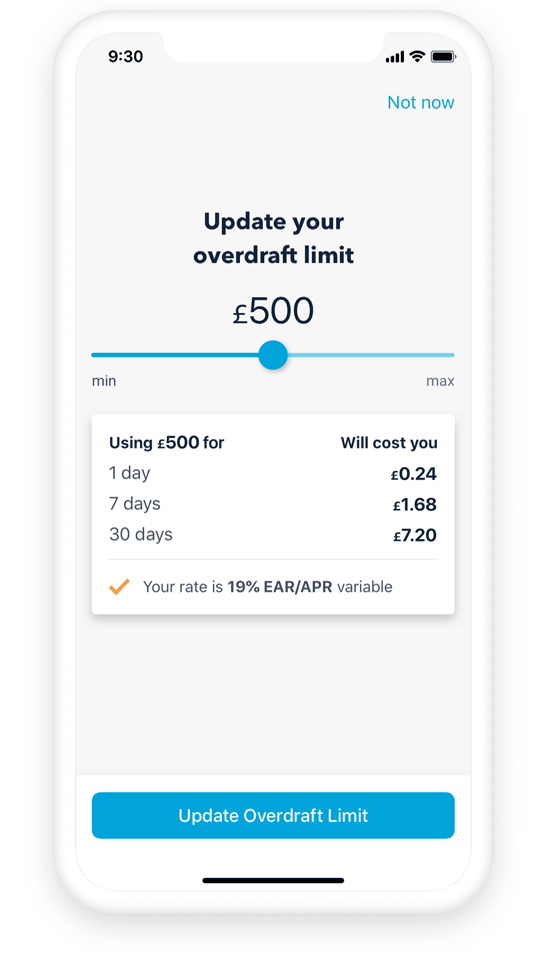 9:30
Not now
Update your
overdraft limit
£500
min max
Using £500 for Will cost you
1 day £0.24
7 days £1.68
30 days £7.20
Your rate is 19% EAR/APR variable
Update Overdraft Limit